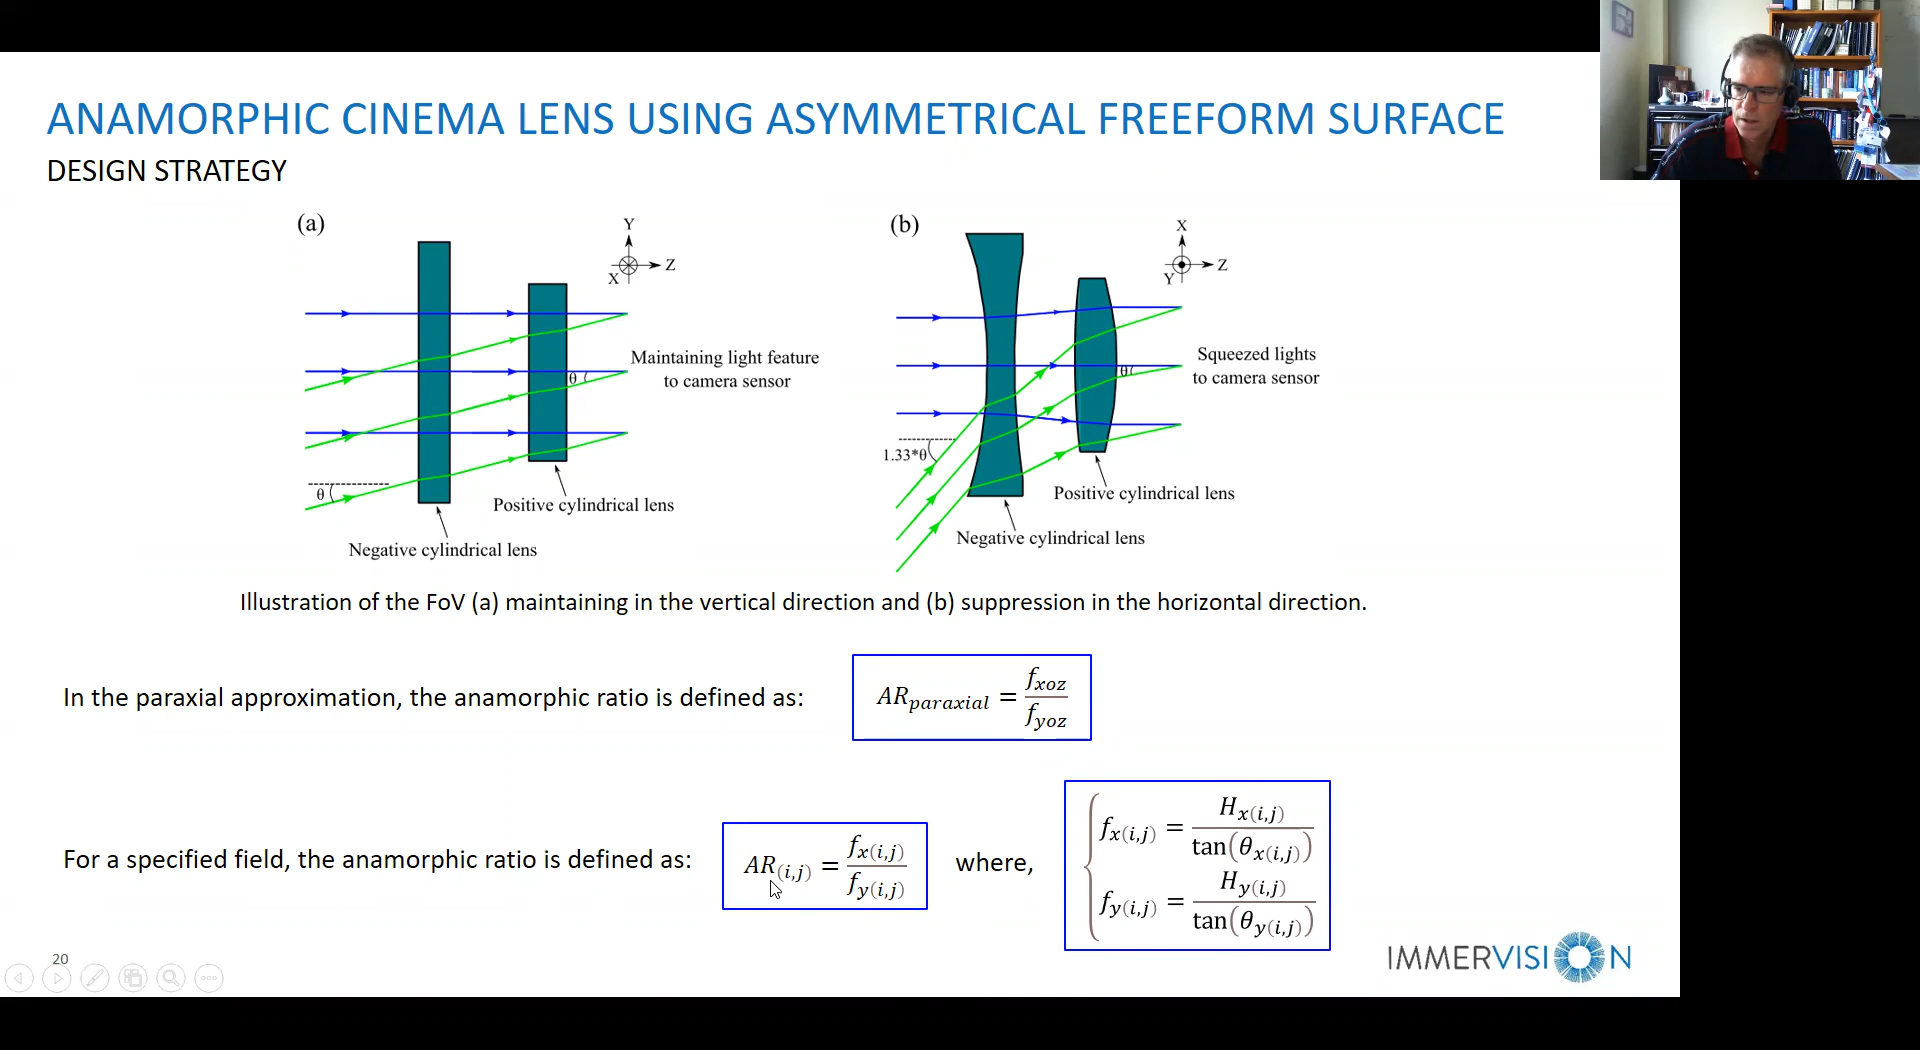 ANAMORPHIC CINEMA LENS USING ASYMMETRICAL FREEFORM SURFACE
DESIGN STRATEGY
(a)
Y
X
Z
θ
Maintaining light feature
to camera sensor
θ
Positive cylindrical lens
Negative cylindrical lens
(b)
X
Y
Z
θ
Squeezed lights
to camera sensor
1.33*θ
Positive cylindrical lens
Negative cylindrical lens
Illustration of the FoV (a) maintaining in the vertical direction and (b) suppression in the horizontal direction.
In the paraxial approximation, the anamorphic ratio is defined as:
AR_paraxial = f_xoz / f_yoz
For a specified field, the anamorphic ratio is defined as:
AR_(i,j) = f_x(i,j) / f_y(i,j)
where,
f_x(i,j) = H_x(i,j) / tan(θ_x(i,j))
f_y(i,j) = H_y(i,j) / tan(θ_y(i,j))
20
IMMERVISION